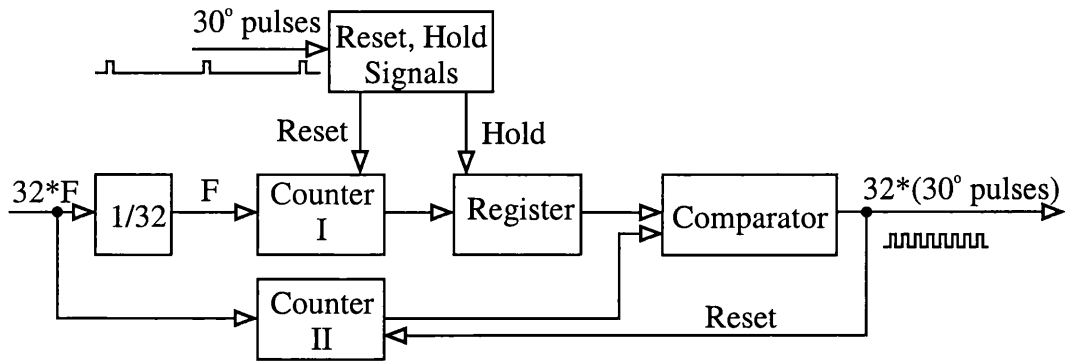 30° pulses
Reset, Hold
Signals
Reset
Hold
32*F
1/32
F
Counter
I
Register
Comparator
32*(30° pulses)
Counter
II
Reset